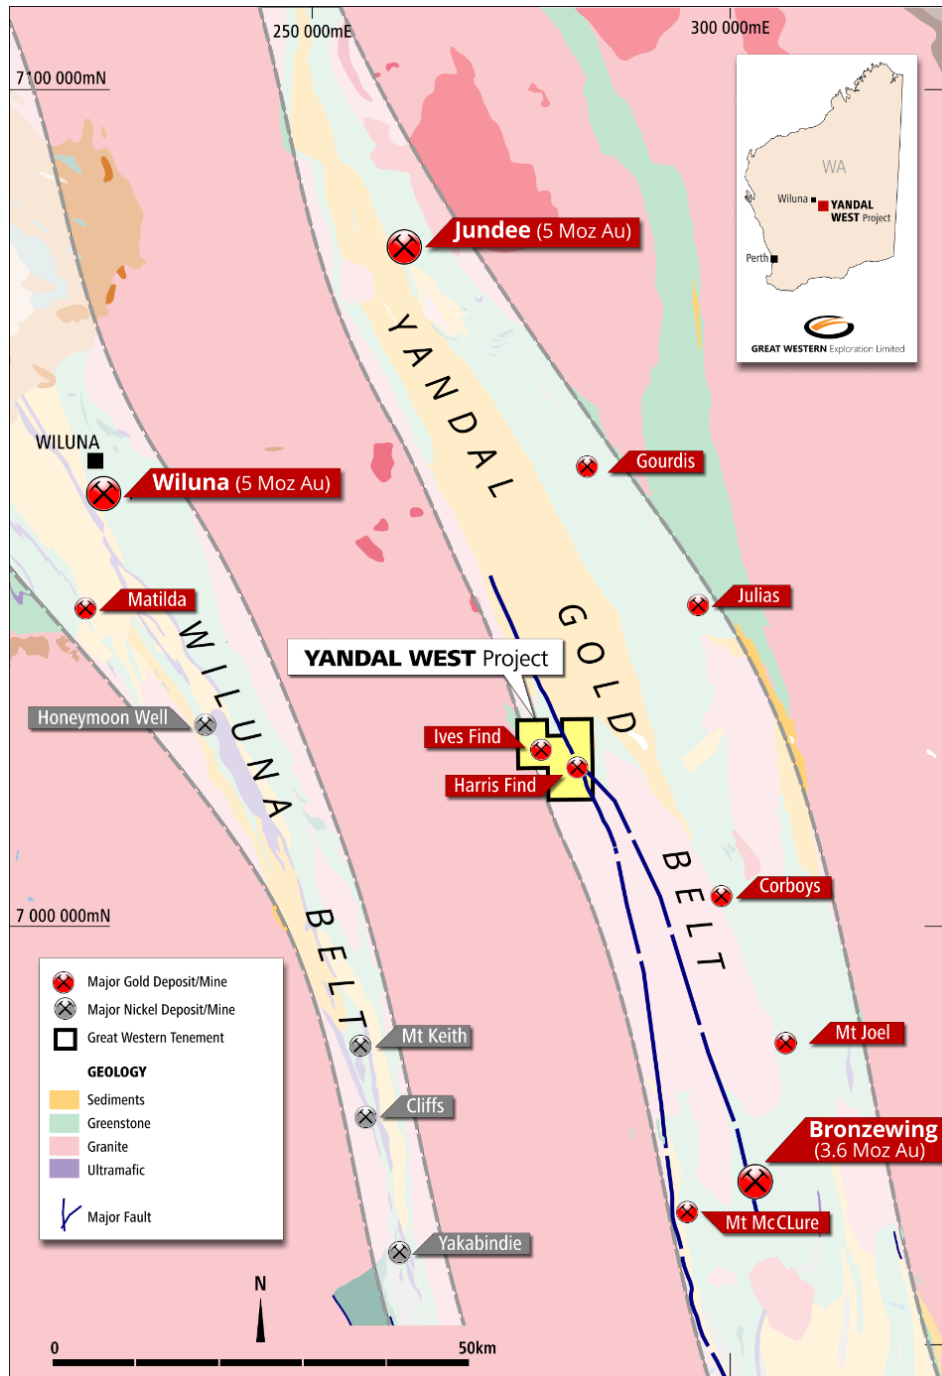 250 000mE
300 000mE
7100 000mN
WA
Wiluna
YANDAL
WEST Project
Perth
GREAT WESTERN Exploration Limited
Jundee (5 Moz Au)
YANDAL
GOLD
BELT
WILUNA
Wiluna (5 Moz Au)
Gourdis
Matilda
Julias
WILUNA
BELT
YANDAL WEST Project
Honeymoon Well
Ives Find
Harris Find
Corboys
7 000 000mN
Major Gold Deposit/Mine
Major Nickel Deposit/Mine
Great Western Tenement
GEOLOGY
Sediments
Greenstone
Granite
Ultramafic
Major Fault
Mt Keith
Mt Joel
Cliffs
Bronzewing
(3.6 Moz Au)
Mt McCLure
Yakabindie
N
0
50km